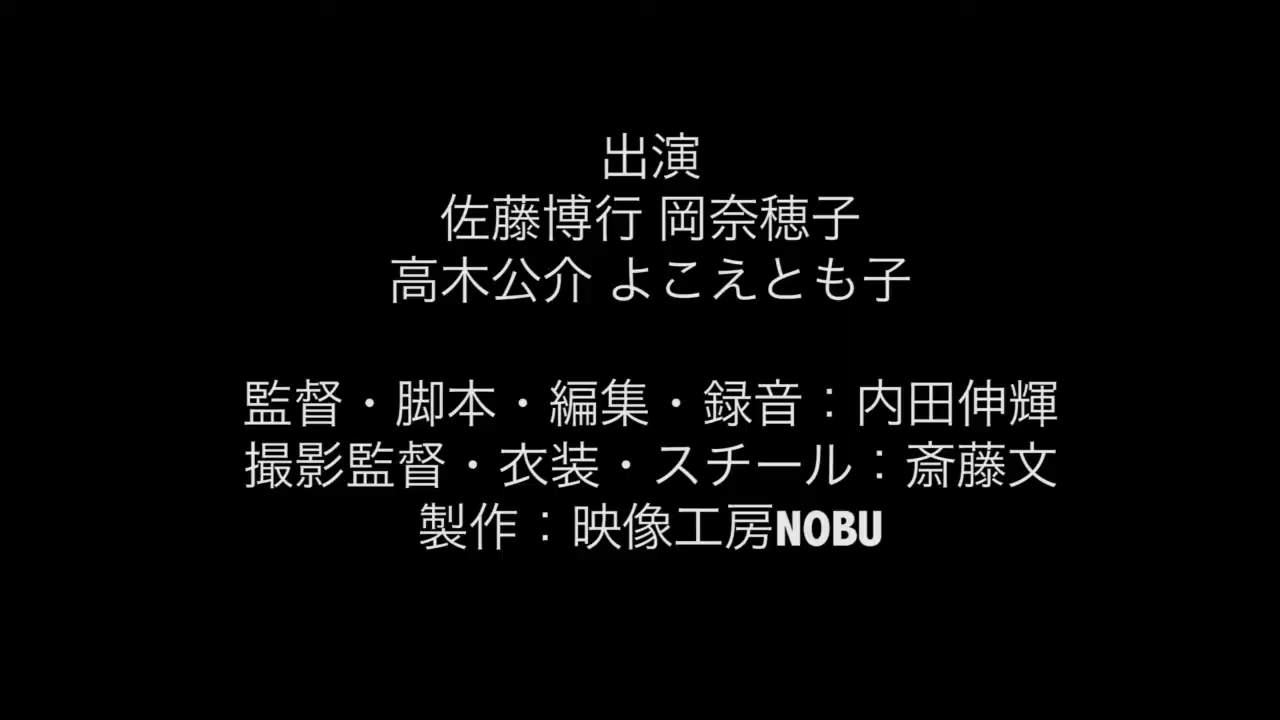 出演
佐藤博行 岡奈穂子
高木公介 よこえとも子
監督・脚本・編集・録音：内田伸輝
撮影監督・衣装・スチール：斎藤文
製作：映像工房NOBU